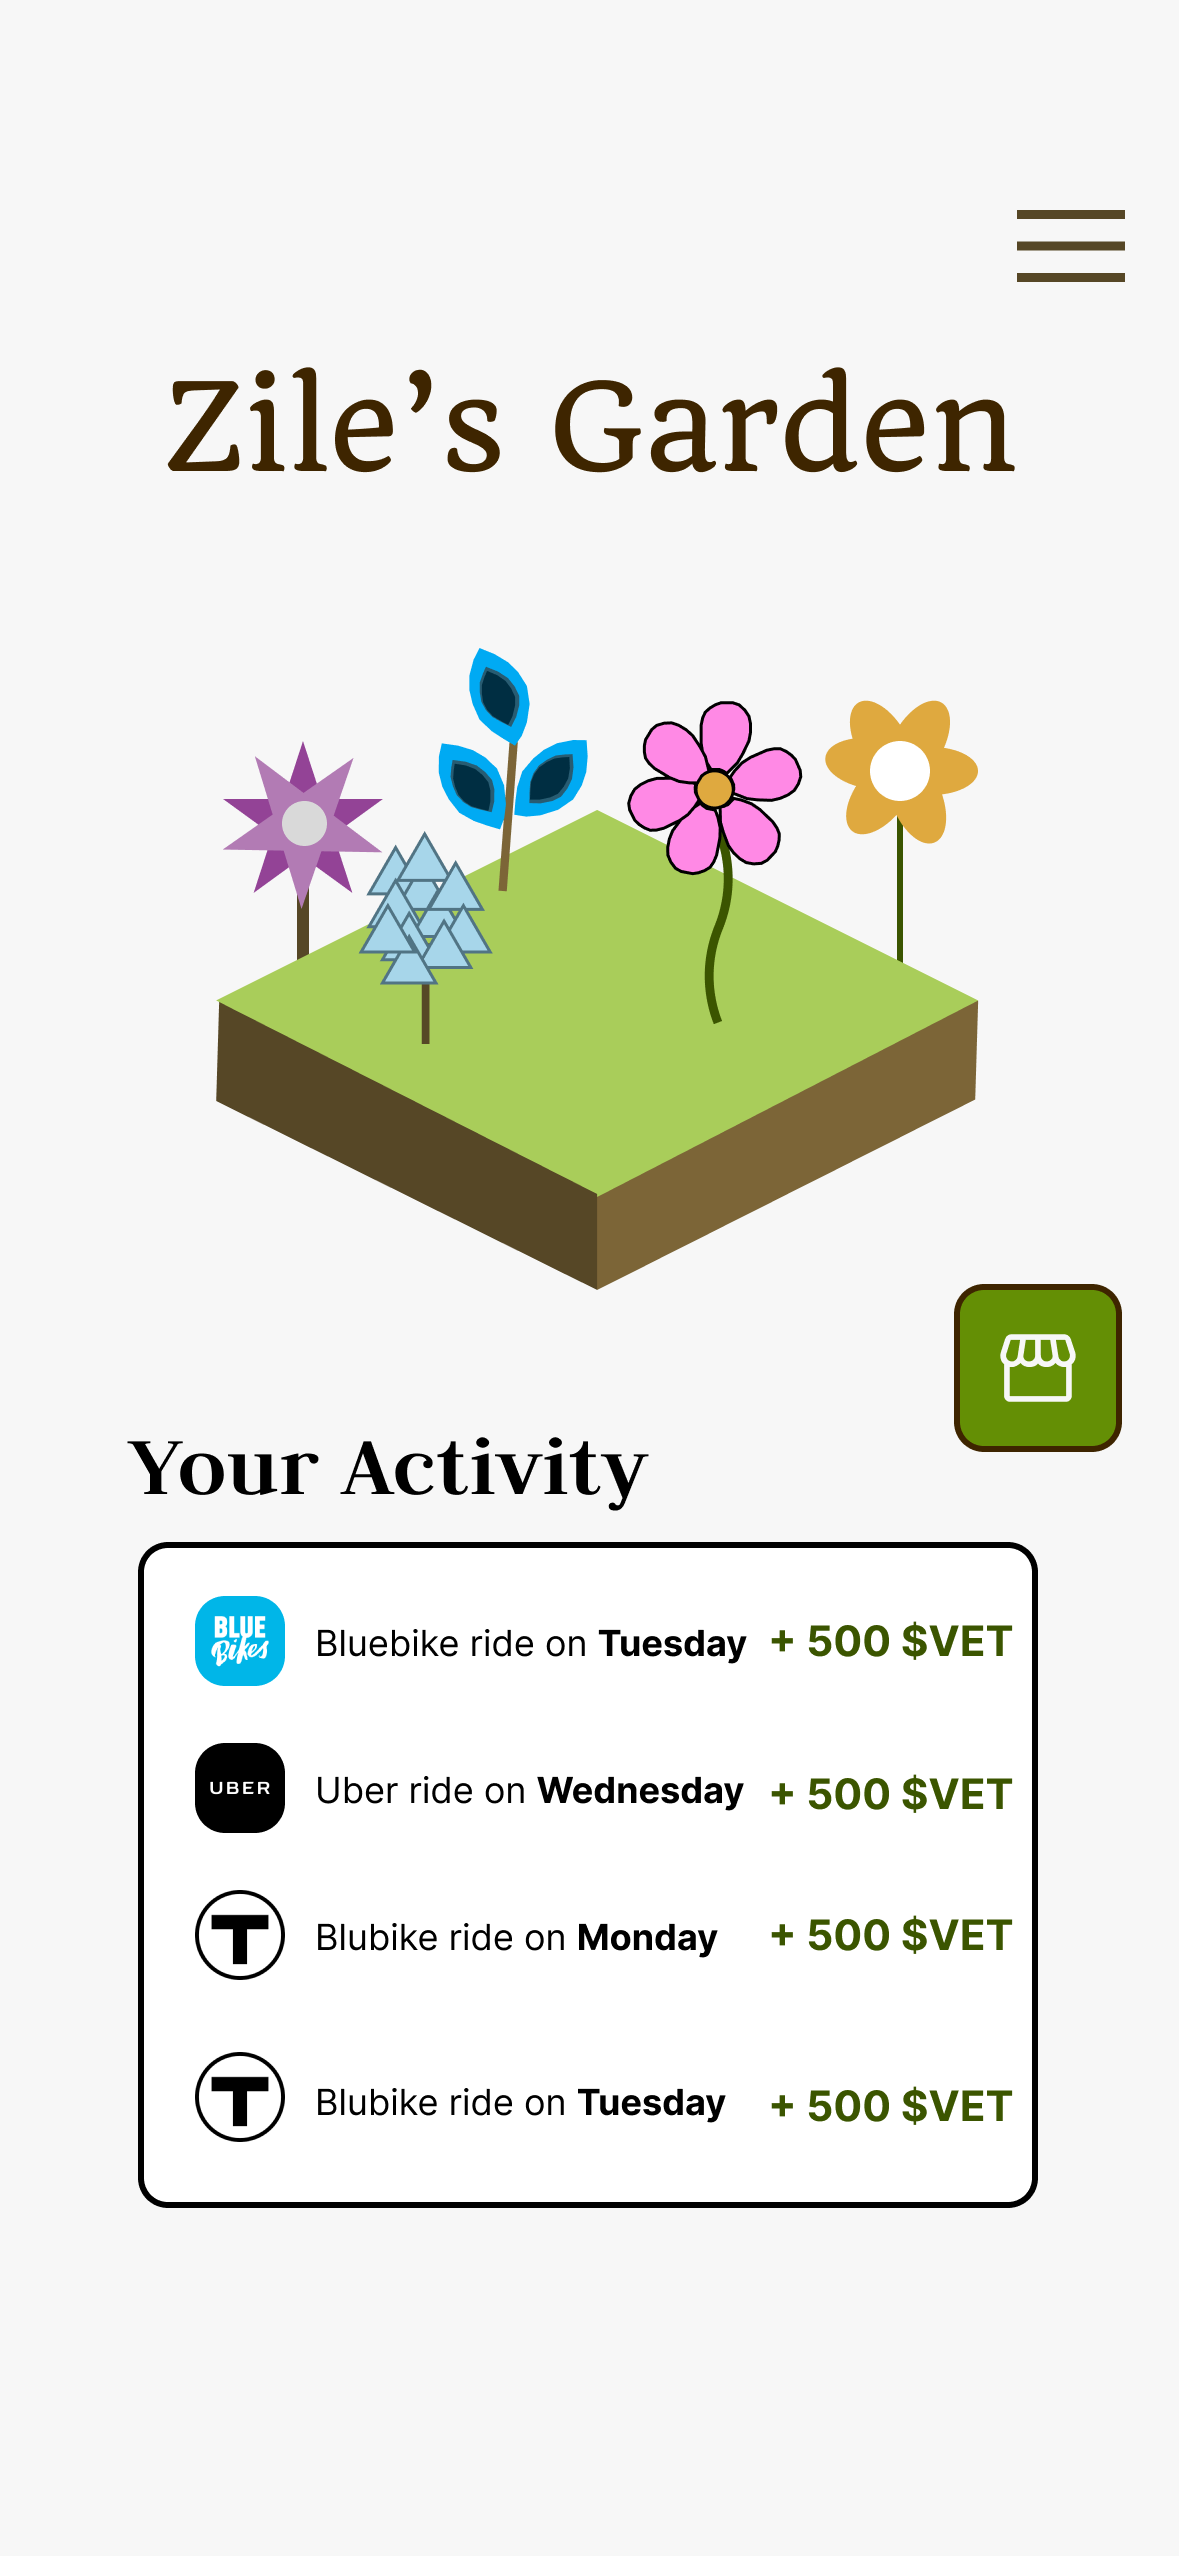 Zile’s Garden
Your Activity
BLUE
Bikes
Bluebike ride on Tuesday + 500 $VET
UBER
Uber ride on Wednesday + 500 $VET
T
Blubike ride on Monday + 500 $VET
T
Blubike ride on Tuesday + 500 $VET